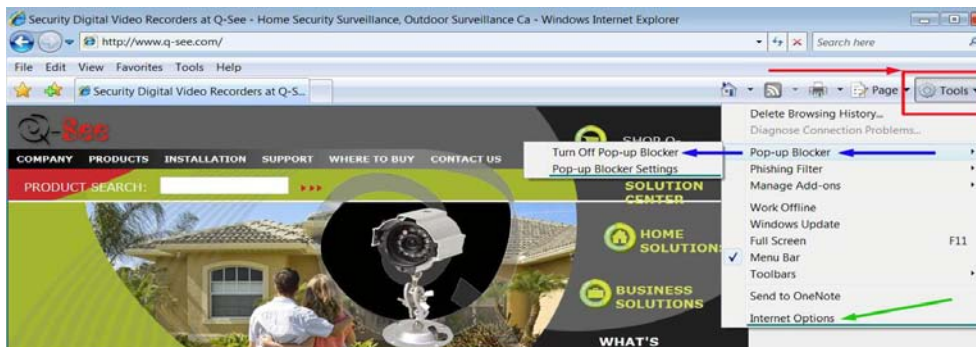 Security Digital Video Recorders at Q-See - Home Security Surveillance, Outdoor Surveillance Ca - Windows Internet Explorer
http://www.q-see.com/
Search here
File Edit View Favorites Tools Help
Security Digital Video Recorders at Q-S...
Page
Tools
Delete Browsing History...
Diagnose Connection Problems...
Pop-up Blocker
Phishing Filter
Manage Add-ons
Work Offline
Windows Update
Full Screen F11
Menu Bar
Toolbars
Send to OneNote
Internet Options
Turn Off Pop-up Blocker
Pop-up Blocker Settings
Q-See
SHOP Q-
COMPANY PRODUCTS INSTALLATION SUPPORT WHERE TO BUY CONTACT US
PRODUCT SEARCH:
SOLUTION
CENTER
HOME
SOLUTION
BUSINESS
SOLUTIONS
WHAT'S